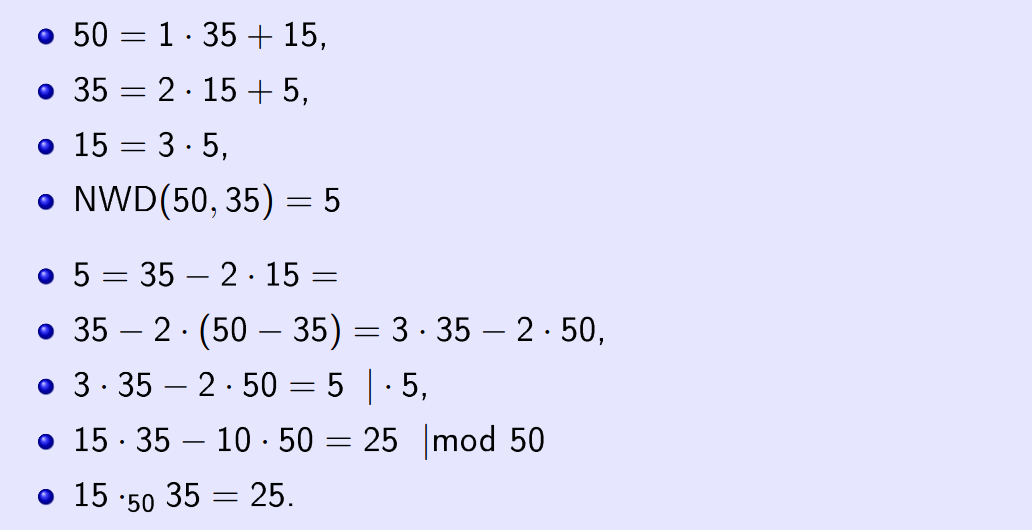 50 = 1 · 35 + 15,
35 = 2 · 15 + 5,
15 = 3 · 5,
NWD(50, 35) = 5
5 = 35 − 2 · 15 =
35 − 2 · (50 − 35) = 3 · 35 − 2 · 50,
3 · 35 − 2 · 50 = 5 | · 5,
15 · 35 − 10 · 50 = 25 |mod 50
15 ·₅₀ 35 = 25.